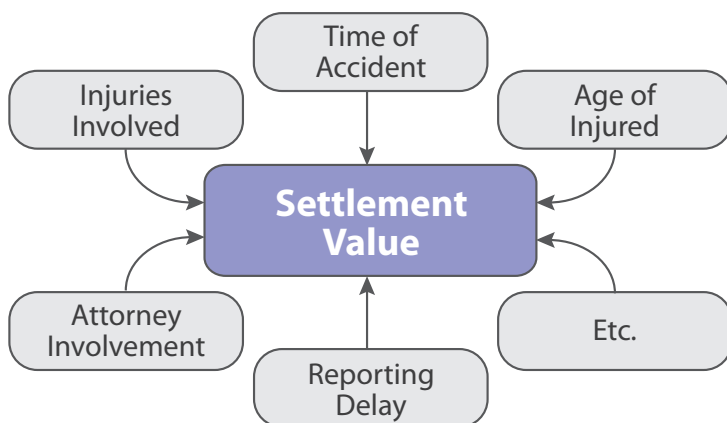 Time of
Accident
Injuries
Involved
Age of
Injured
Settlement
Value
Attorney
Involvement
Etc.
Reporting
Delay